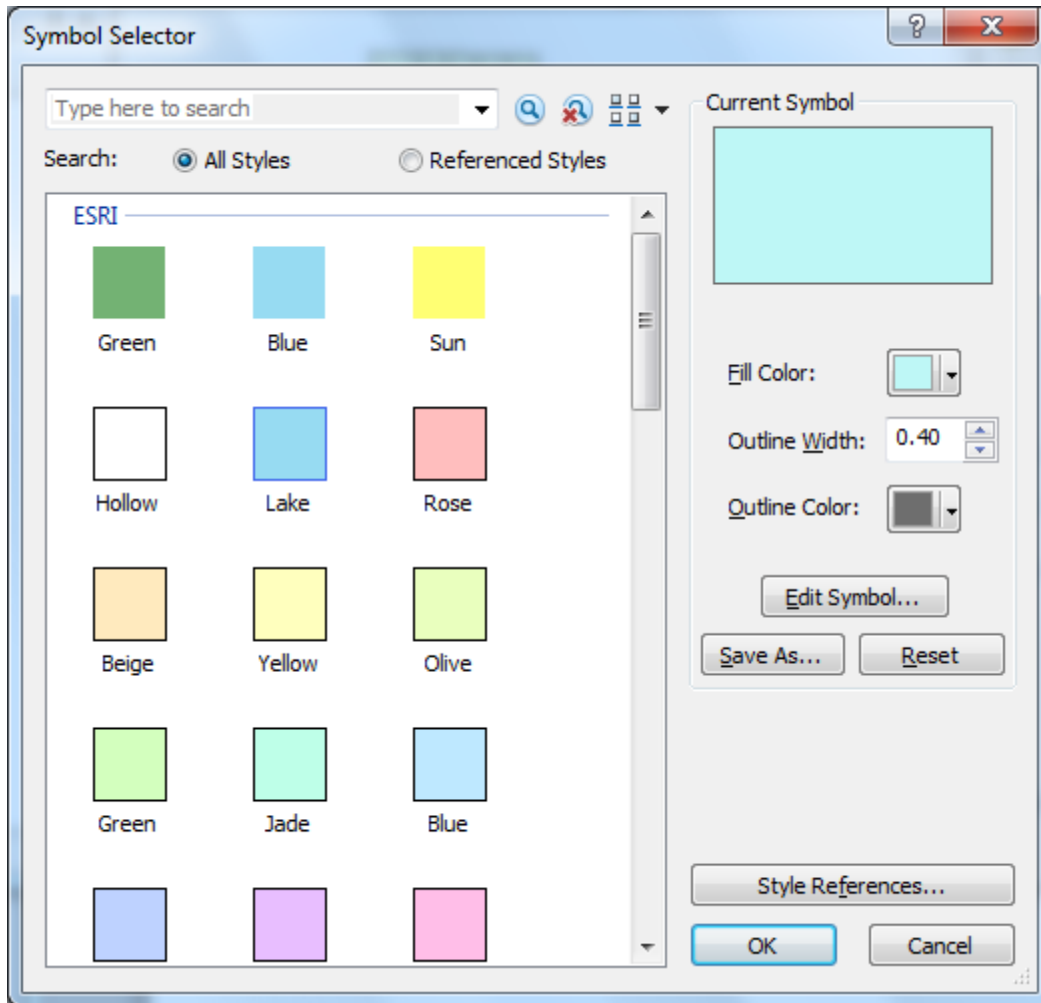 Symbol Selector
Type here to search
Search: All Styles Referenced Styles
ESRI
Green Blue Sun
Hollow Lake Rose
Beige Yellow Olive
Green Jade Blue
Current Symbol
Fill Color:
Outline Width: 0.40
Outline Color:
Edit Symbol...
Save As... Reset
Style References...
OK Cancel